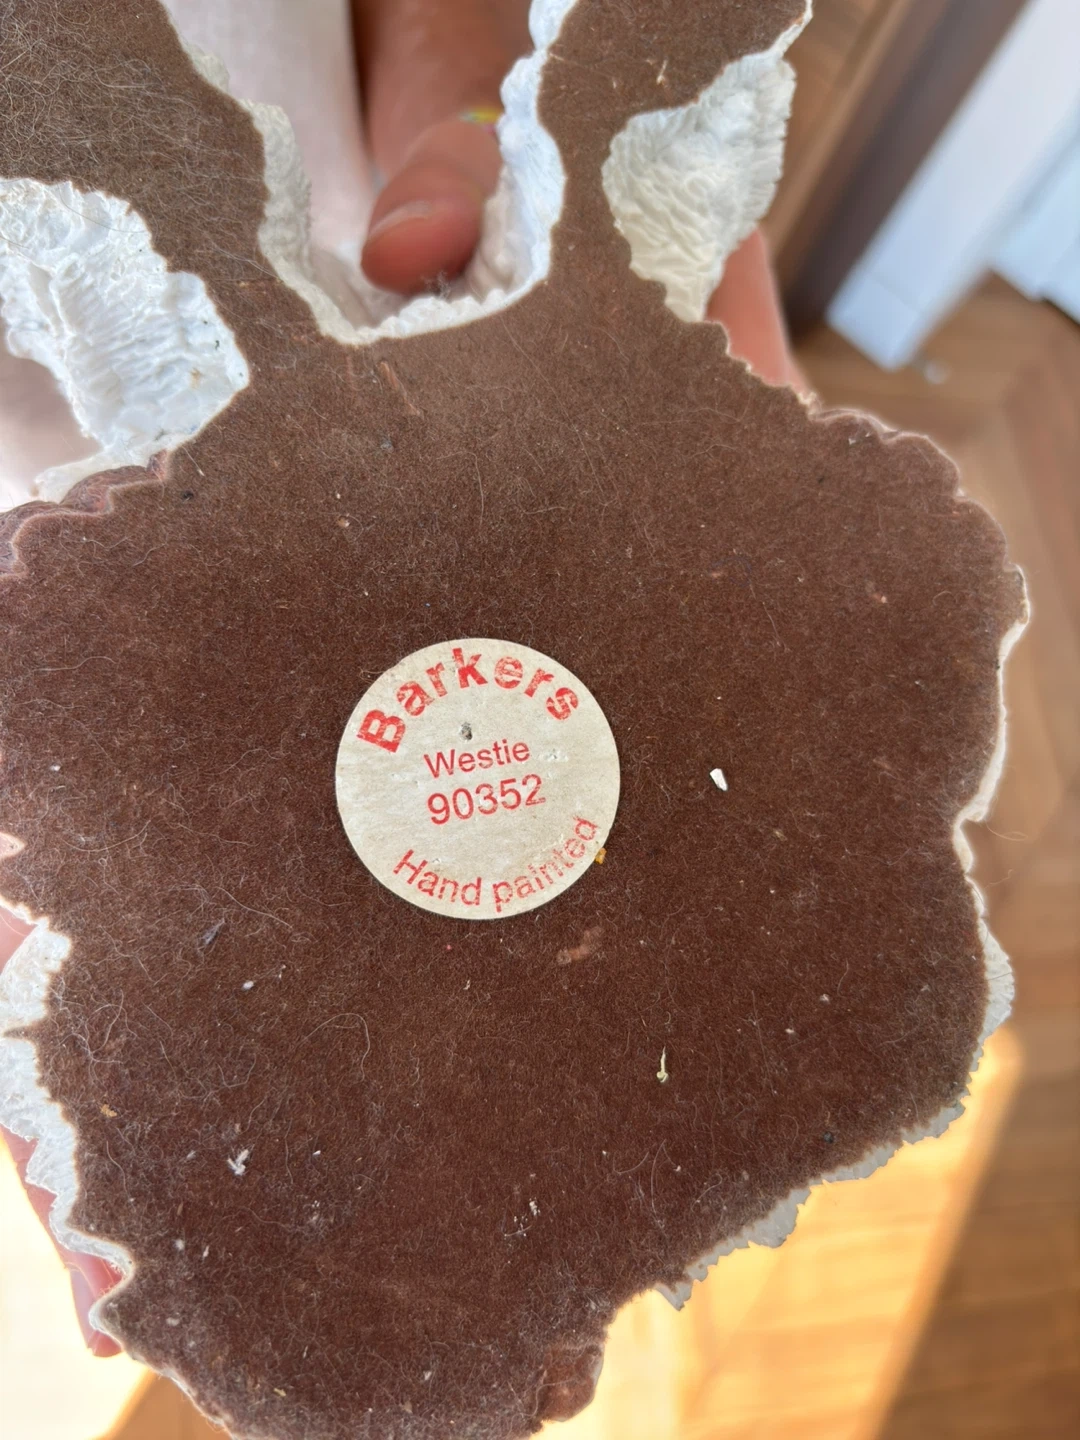 Barkers
Westie
90352
Hand painted